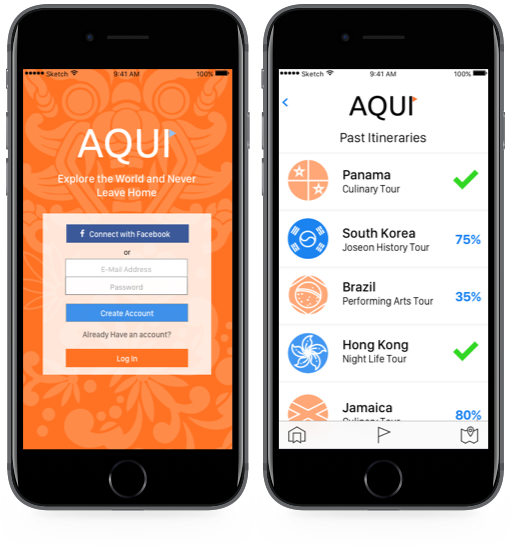 Sketch 9:41 AM 100%
AQUI
Explore the World and Never
Leave Home
f Connect with Facebook
or
E-Mail Address
Password
Create Account
Already Have an account?
Log In
Sketch 9:41 AM 100%
AQUI
Past Itineraries
Panama
Culinary Tour
South Korea
Joseon History Tour
75%
Brazil
Performing Arts Tour
35%
Hong Kong
Night Life Tour
Jamaica
Culinary Tour
80%